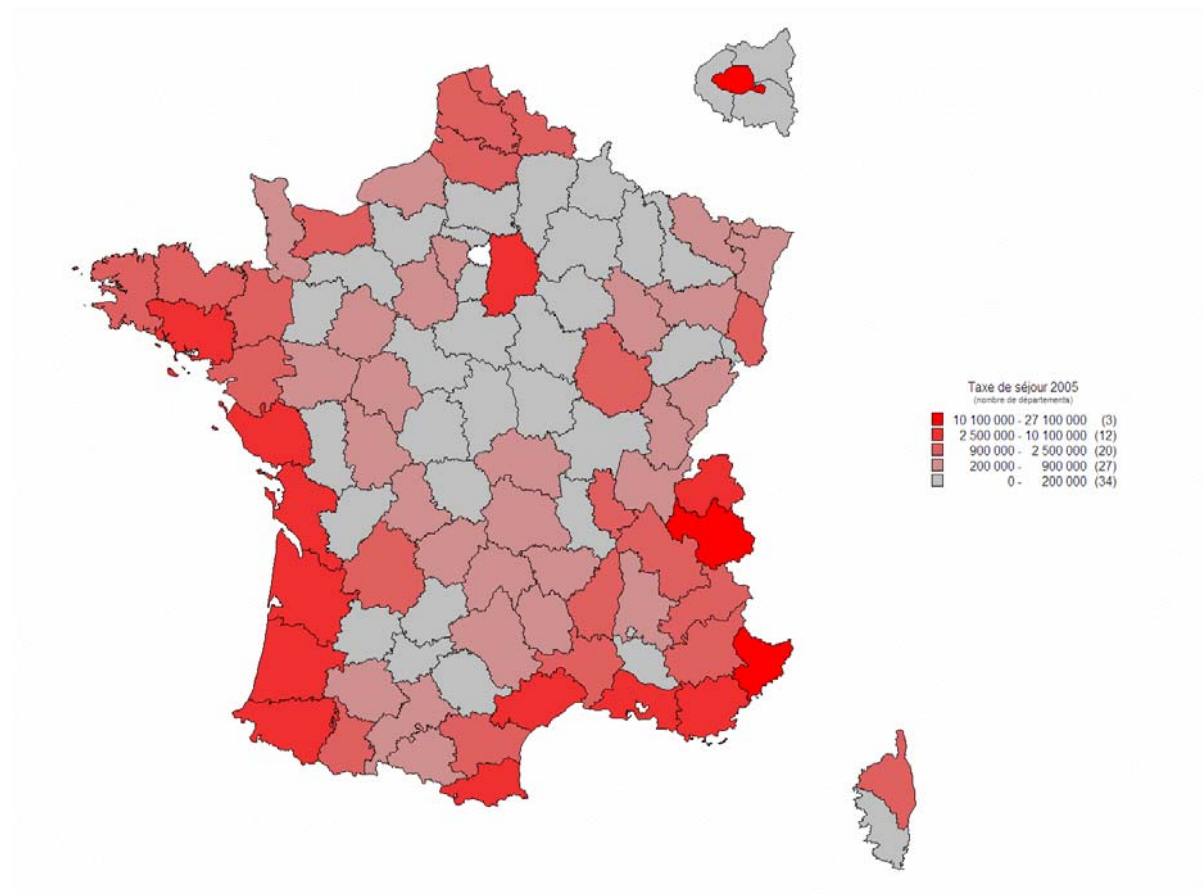 Taxe de séjour 2005
(nombre de départements)
10 100 000 - 27 100 000 (3)
2 500 000 - 10 100 000 (12)
900 000 - 2 500 000 (20)
200 000 - 900 000 (27)
0 - 200 000 (34)